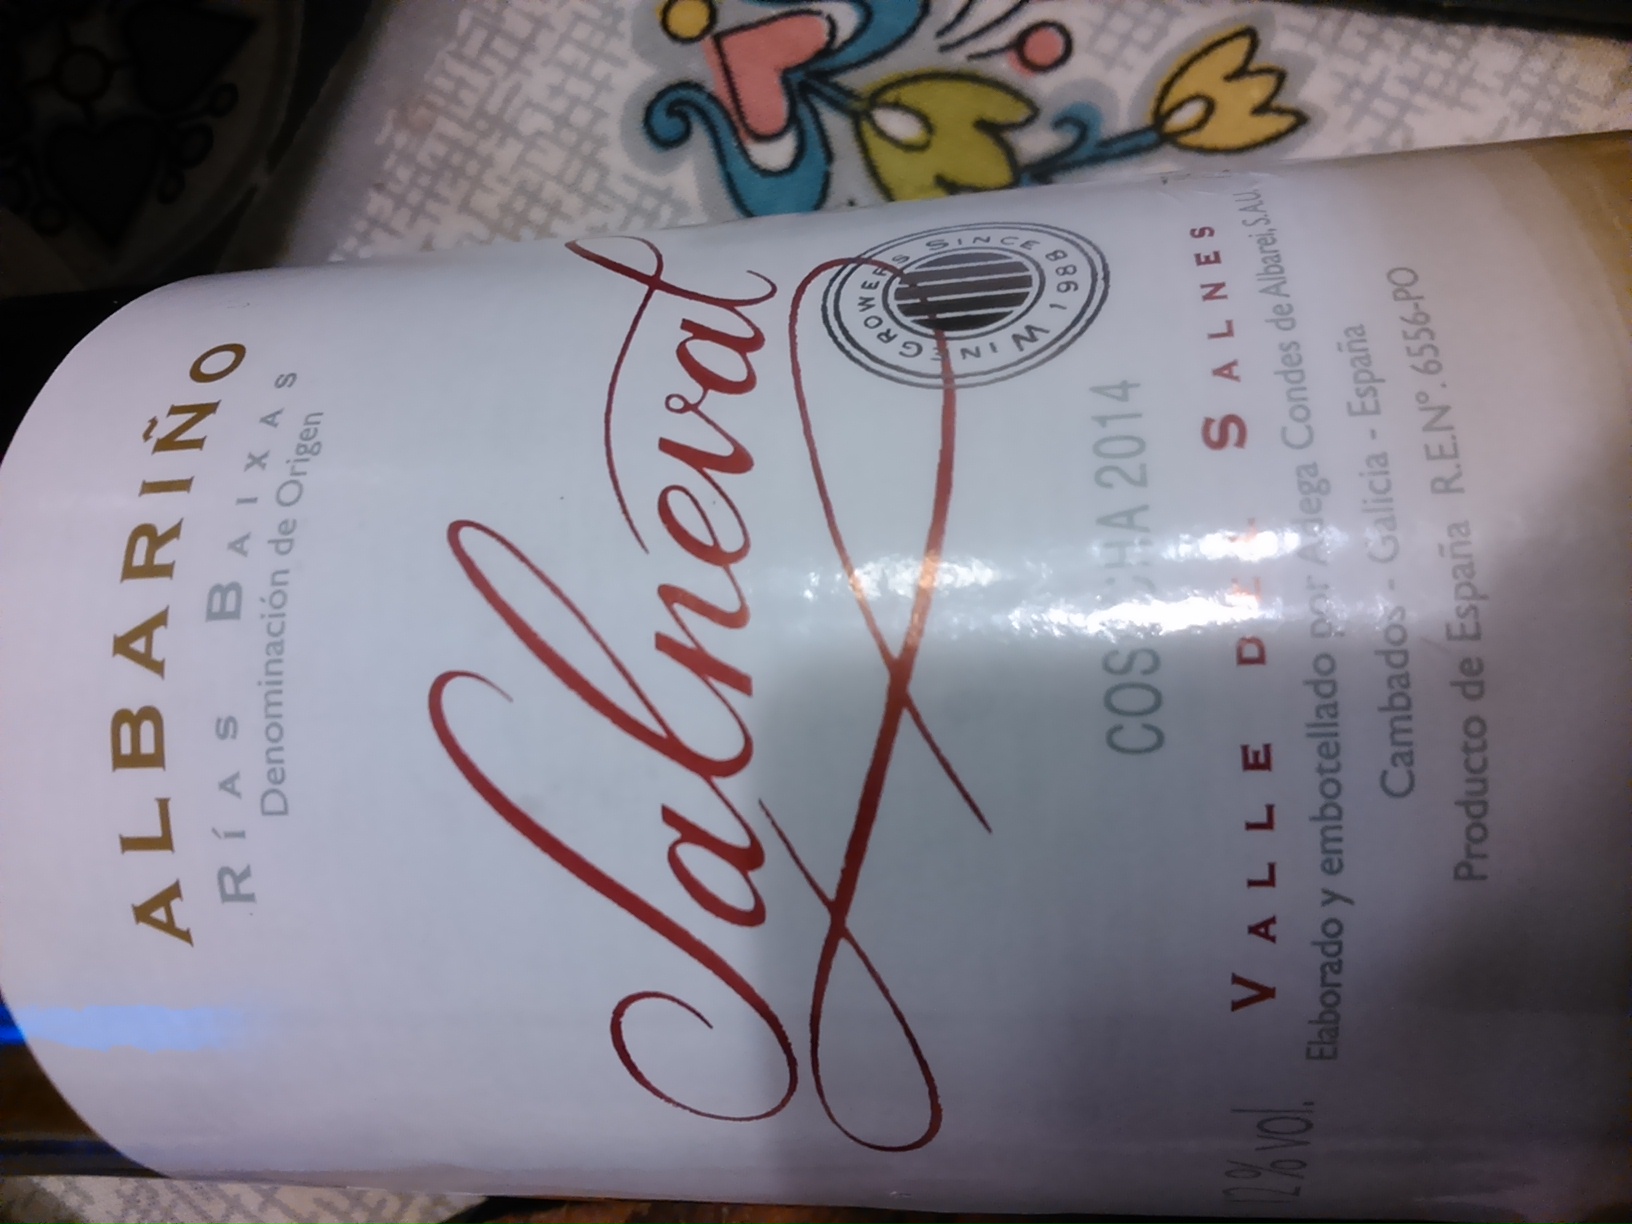 ALBARIÑO
RÍAS BAIXAS
Denominación de Origen
Salneval
WINEGROWERS SINCE 1988
COSECHA 2014
VALLE DEL SALNES
12% vol. Elaborado y embotellado por Adega Condes de Albarei, S.A.U.
Cambados - Galicia - España
Producto de España R.E.Nº. 6556-PO